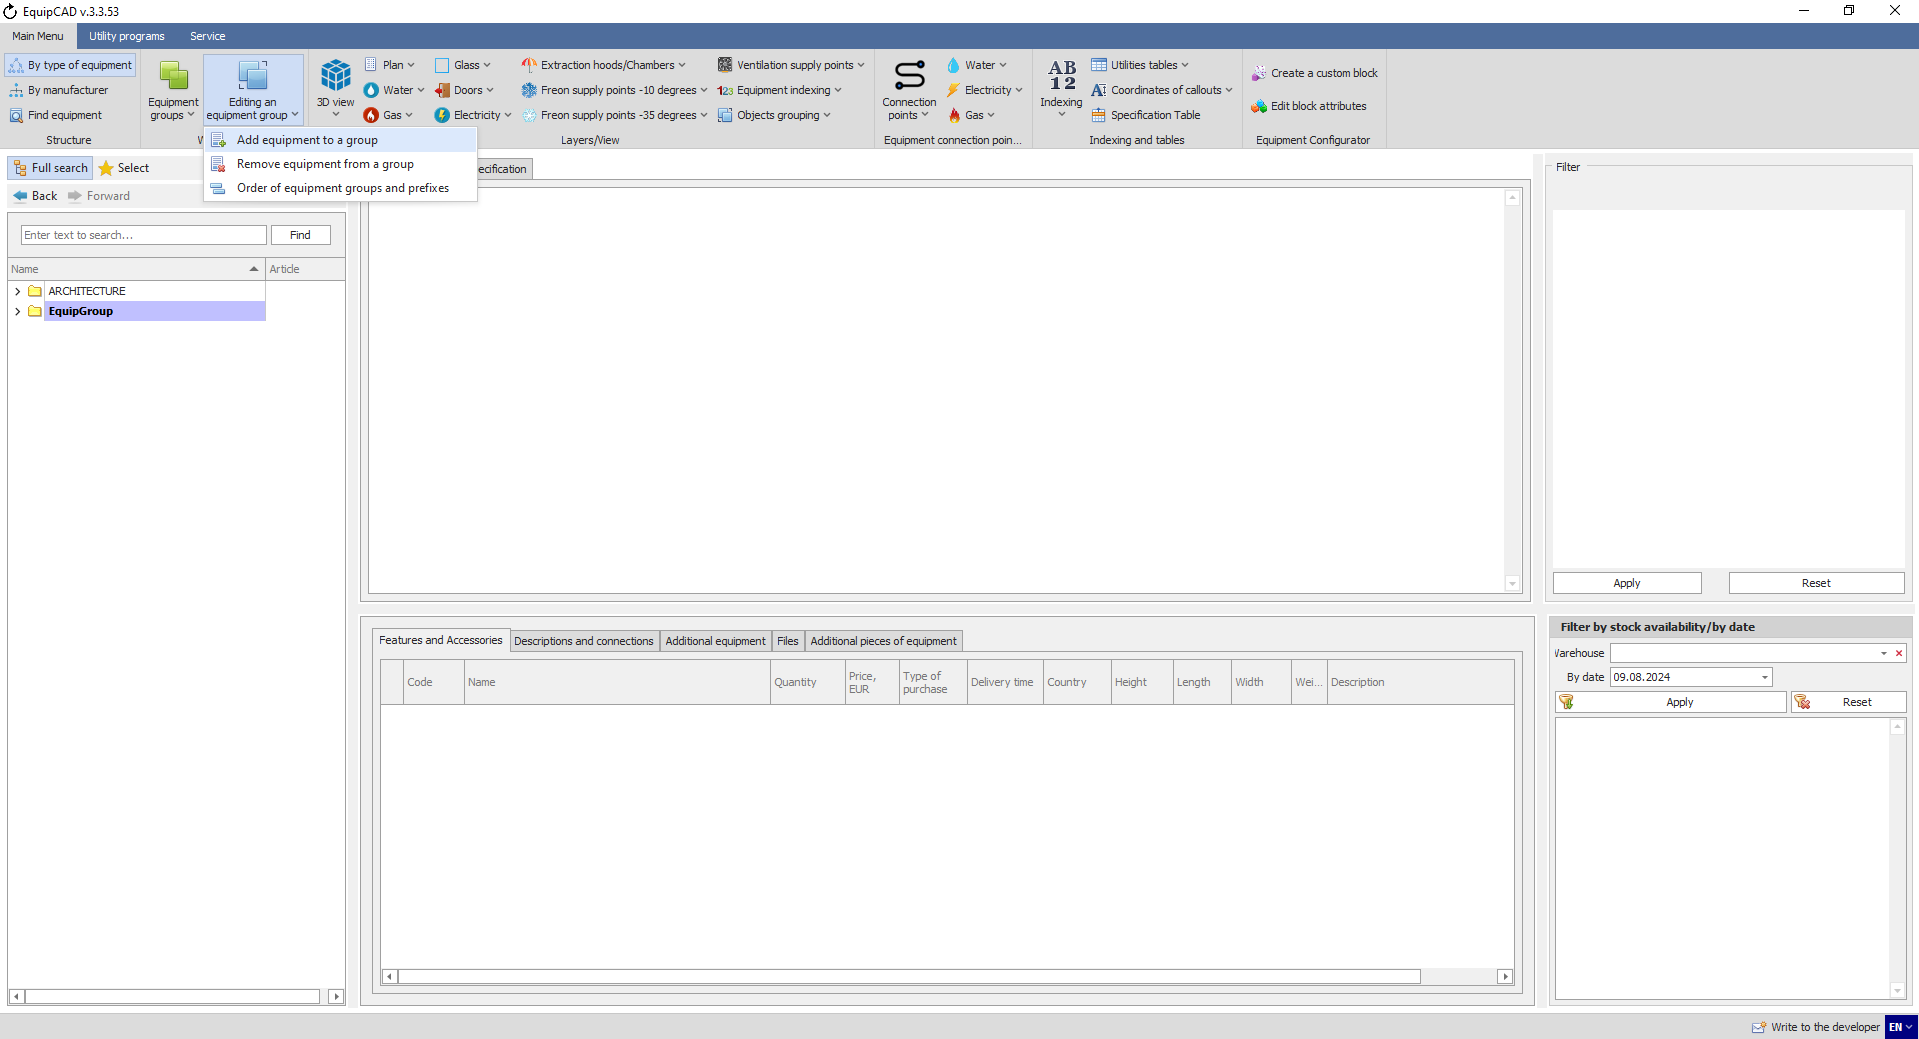 EquipCAD v.3.3.53
Main Menu
Utility programs
Service
By type of equipment
By manufacturer
Find equipment
Structure
Equipment groups
Editing an equipment group
Add equipment to a group
Remove equipment from a group
Order of equipment groups and prefixes
3D view
Plan
Water
Gas
Glass
Doors
Electricity
Extraction hoods/Chambers
Freon supply points -10 degrees
Freon supply points -35 degrees
Ventilation supply points
123 Equipment indexing
Objects grouping
Layers/View
Connection points
Water
Electricity
Gas
Equipment connection poin...
AB
12
Indexing
Utilities tables
Coordinates of callouts
Specification Table
Indexing and tables
Create a custom block
Edit block attributes
Equipment Configurator
Full search
Select
Back
Forward
Enter text to search...
Find
Name
Article
ARCHITECTURE
EquipGroup
ecification
Filter
Apply
Reset
Features and Accessories
Descriptions and connections
Additional equipment
Files
Additional pieces of equipment
Code
Name
Quantity
Price, EUR
Type of purchase
Delivery time
Country
Height
Length
Width
Wei...
Description
Filter by stock availability/by date
Varehouse
By date
09.08.2024
Apply
Reset
Write to the developer
EN